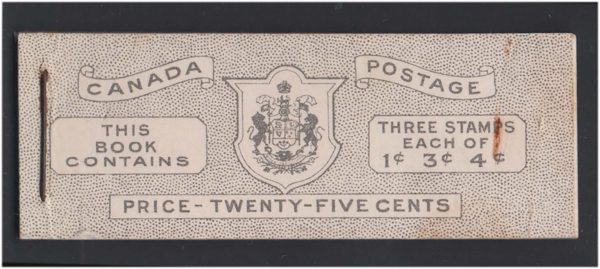 CANADA POSTAGE
THIS
BOOK
CONTAINS
THREE STAMPS
EACH OF
1¢ 3¢ 4¢
PRICE - TWENTY-FIVE CENTS